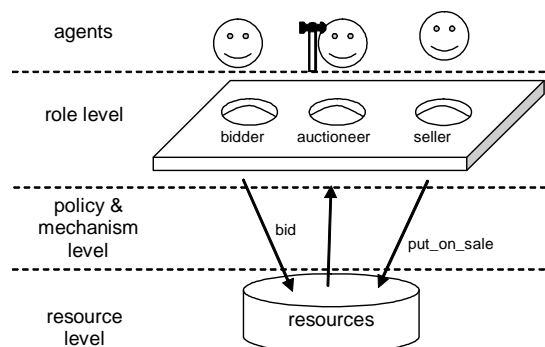 agents
role level
bidder
auctioneer
seller
policy &
mechanism
level
bid
put_on_sale
resource
level
resources